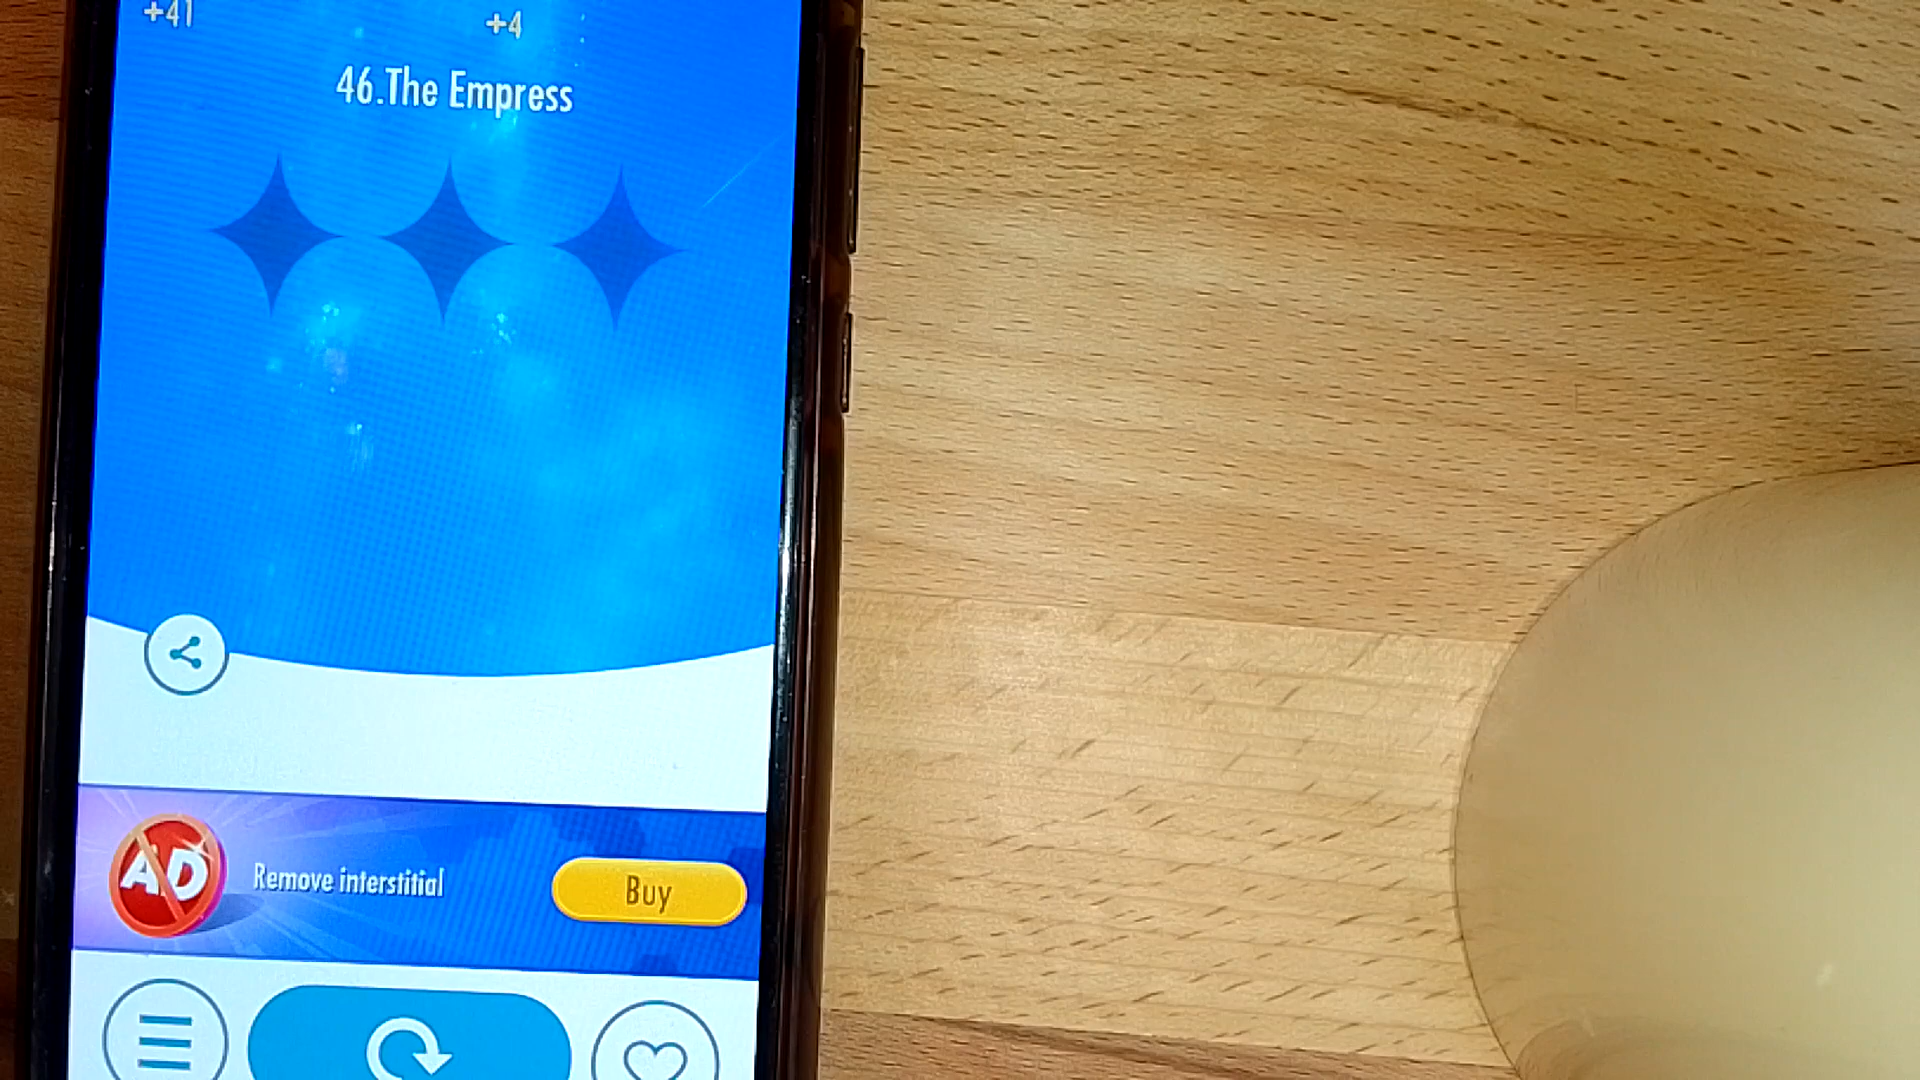 +41
+4
46.The Empress
AD
Remove interstitial
Buy